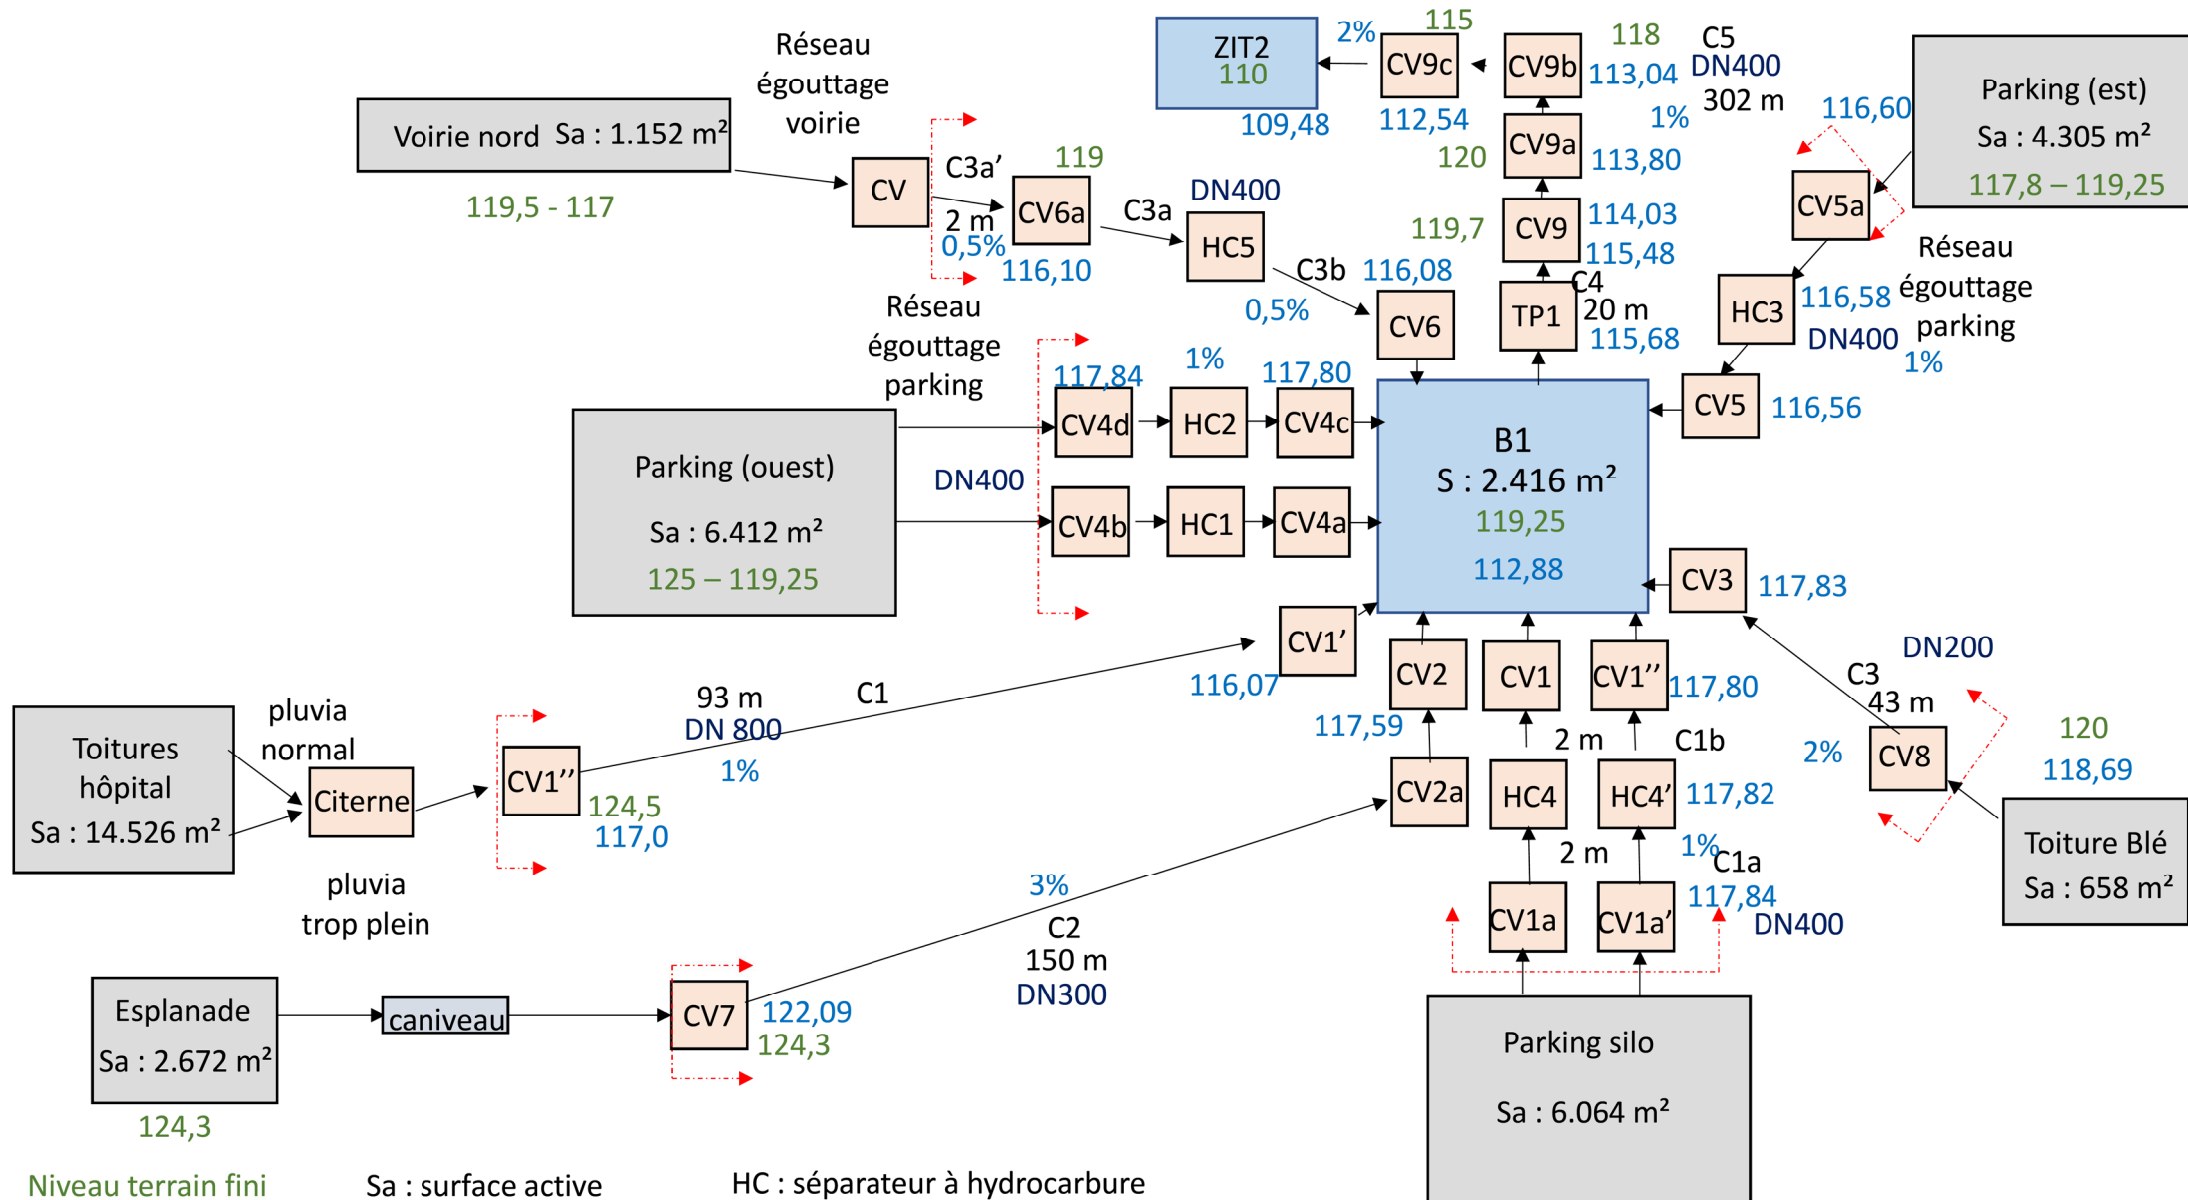 Réseau
égouttage
voirie
Voirie nord Sa : 1.152 m²
119,5 - 117
CV
C3a’
2 m
0,5%
119
CV6a
116,10
C3a
DN400
HC5
C3b
0,5%
116,08
CV6
ZIT2
110
109,48
2%
115
CV9c
112,54
118
CV9b
113,04
C5
DN400
302 m
1%
CV9a
120
113,80
119,7
CV9
114,03
115,48
C4
TP1
20 m
115,68
Parking (est)
Sa : 4.305 m²
117,8 – 119,25
116,60
CV5a
Réseau
égouttage
parking
HC3
116,58
DN400
1%
CV5
116,56
Réseau
égouttage
parking
117,84
1%
117,80
CV4d
HC2
CV4c
Parking (ouest)
Sa : 6.412 m²
125 – 119,25
DN400
CV4b
HC1
CV4a
B1
S : 2.416 m²
119,25
112,88
CV3
117,83
DN200
C3
43 m
2%
CV8
120
118,69
Toiture Blé
Sa : 658 m²
CV1’
116,07
CV2
117,59
CV1
CV1’’
117,80
93 m
DN 800
1%
C1
Toitures
hôpital
Sa : 14.526 m²
pluvia
normal
Citerne
pluvia
trop plein
CV1’’
124,5
117,0
CV2a
2 m
C1b
HC4
HC4’
117,82
2 m
1%
C1a
117,84
CV1a
CV1a’
DN400
3%
C2
150 m
DN300
Esplanade
Sa : 2.672 m²
124,3
caniveau
CV7
122,09
124,3
Parking silo
Sa : 6.064 m²
Niveau terrain fini
Sa : surface active
HC : séparateur à hydrocarbure